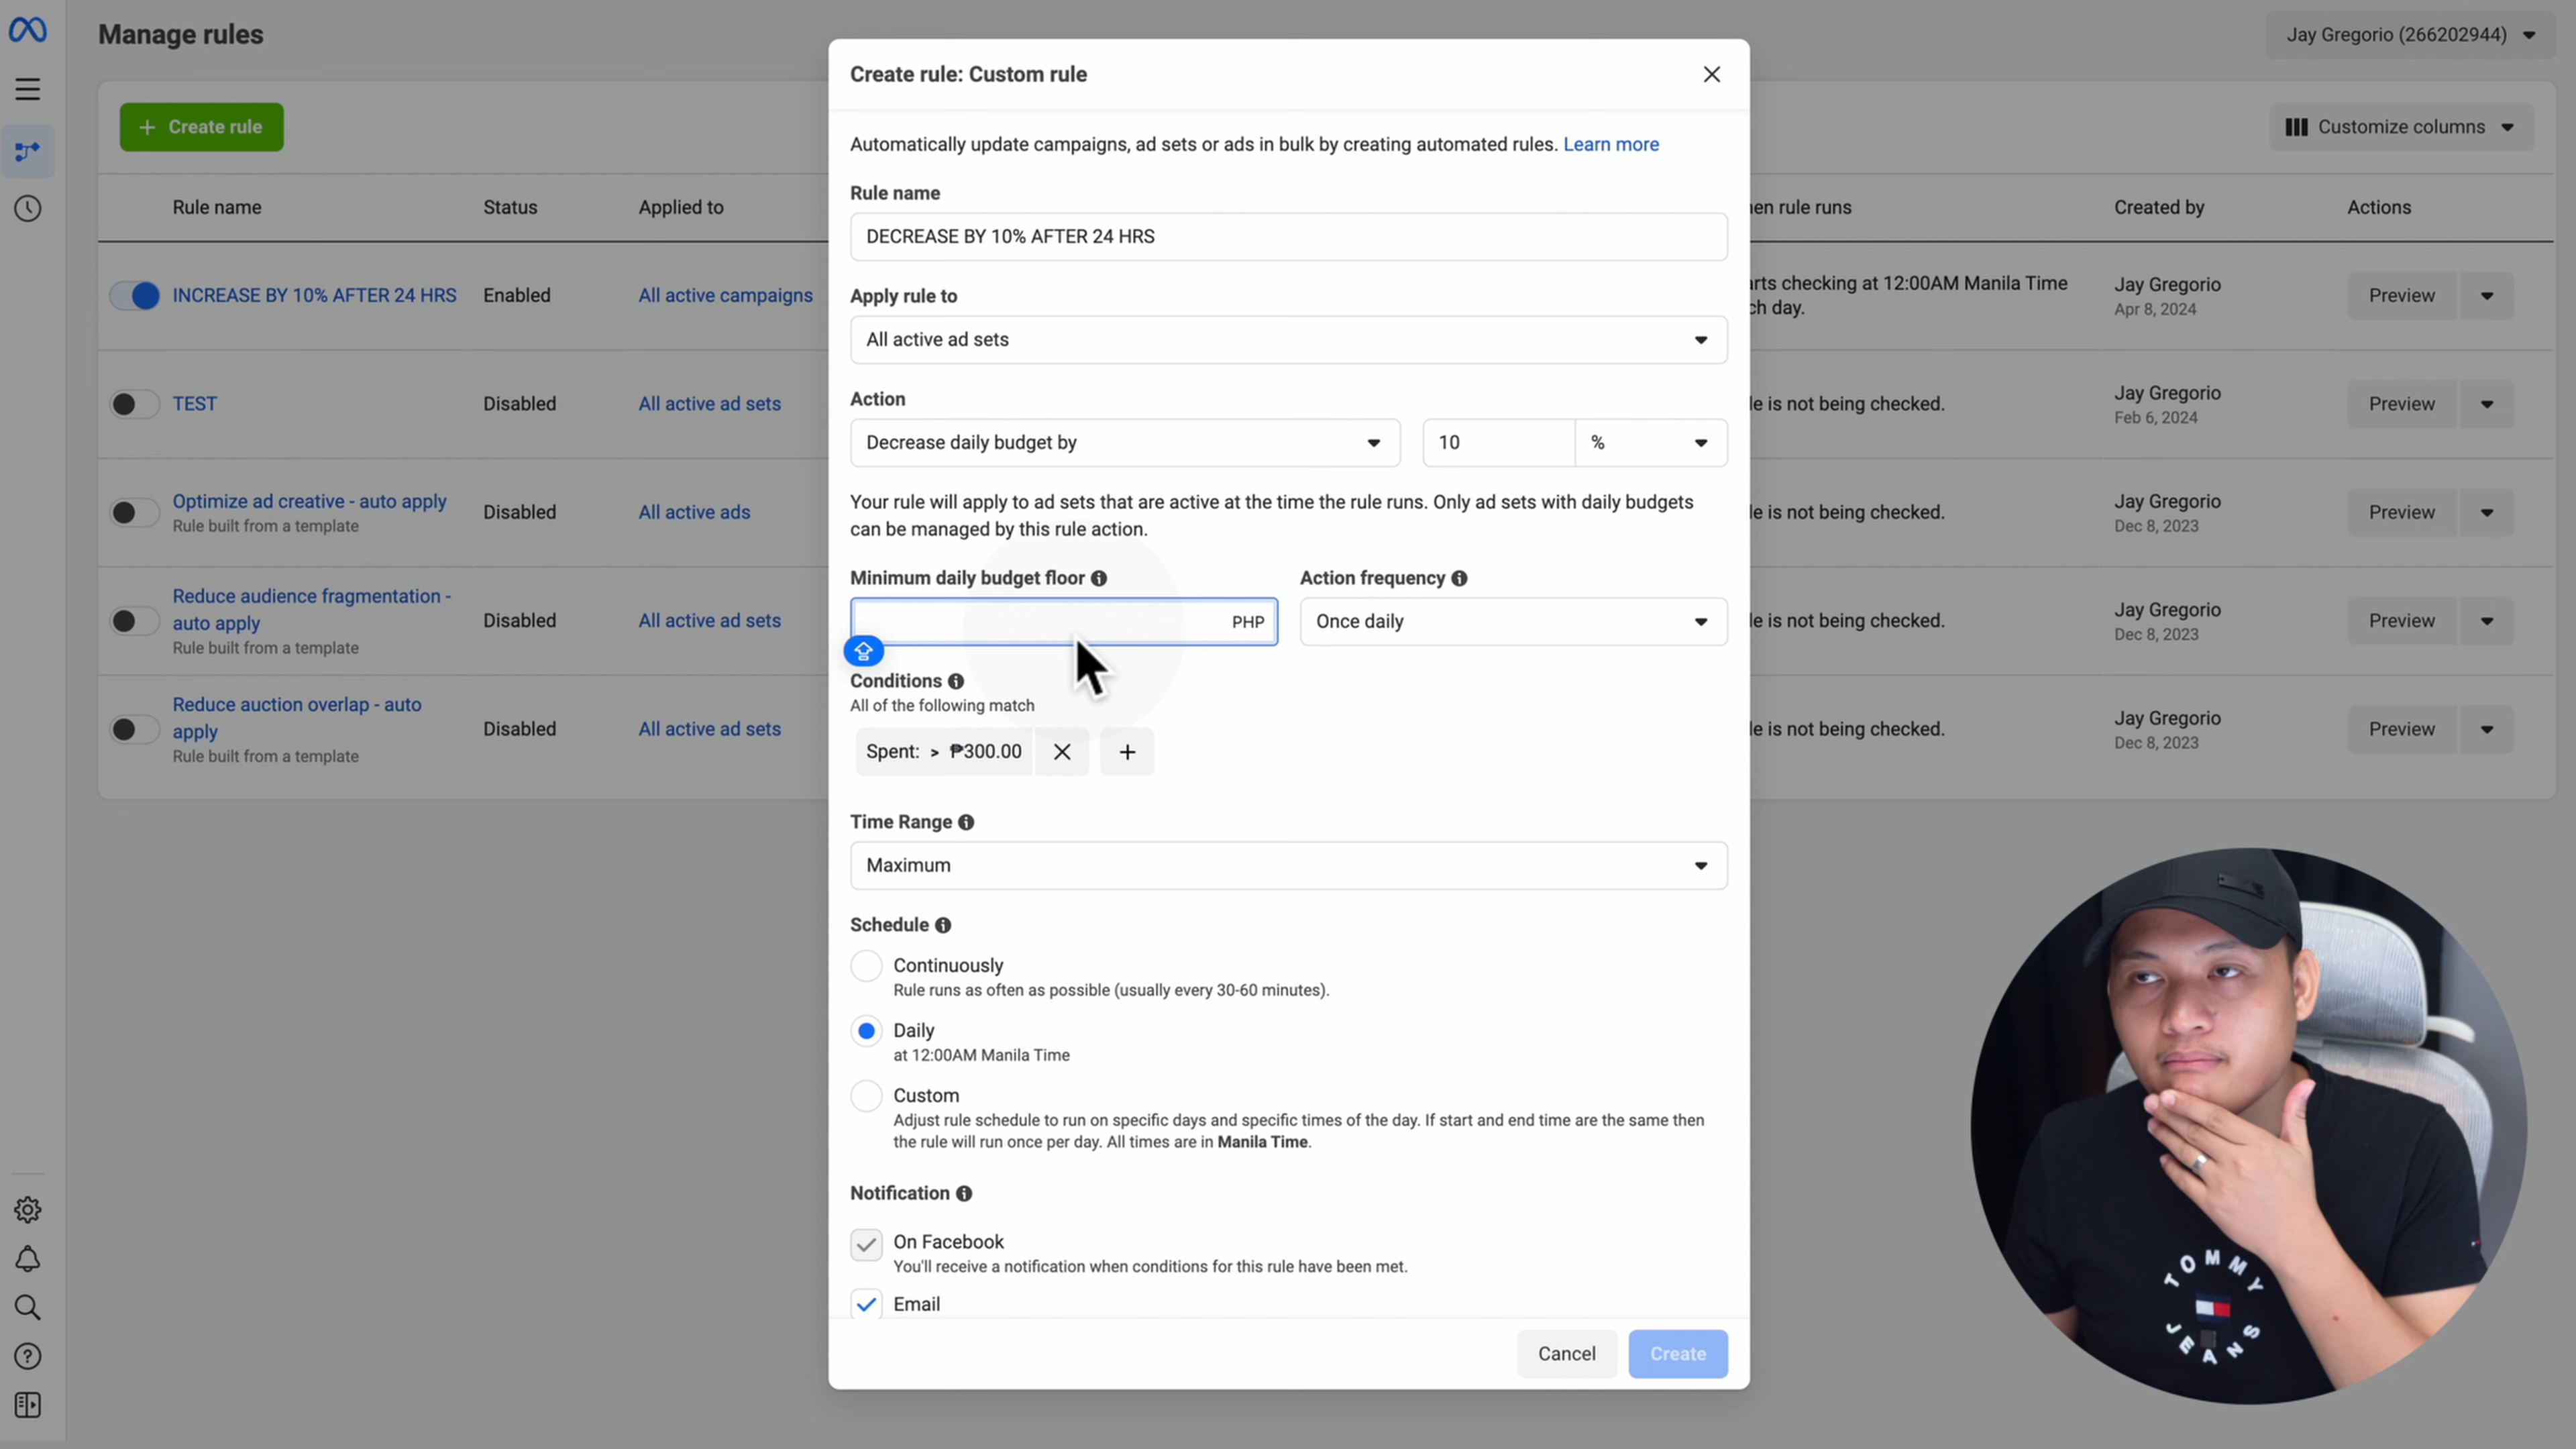 Manage rules
Jay Gregorio (266202944)
+ Create rule
Customize columns
Rule name
Status
Applied to
en rule runs
Created by
Actions
INCREASE BY 10% AFTER 24 HRS
Enabled
All active campaigns
arts checking at 12:00AM Manila Time
ch day.
Jay Gregorio
Apr 8, 2024
Preview
TEST
Disabled
All active ad sets
le is not being checked.
Jay Gregorio
Feb 6, 2024
Preview
Optimize ad creative - auto apply
Rule built from a template
Disabled
All active ads
le is not being checked.
Jay Gregorio
Dec 8, 2023
Preview
Reduce audience fragmentation -
auto apply
Rule built from a template
Disabled
All active ad sets
le is not being checked.
Jay Gregorio
Dec 8, 2023
Preview
Reduce auction overlap - auto
apply
Rule built from a template
Disabled
All active ad sets
le is not being checked.
Jay Gregorio
Dec 8, 2023
Preview
Create rule: Custom rule
Automatically update campaigns, ad sets or ads in bulk by creating automated rules. Learn more
Rule name
DECREASE BY 10% AFTER 24 HRS
Apply rule to
All active ad sets
Action
Decrease daily budget by
10
%
Your rule will apply to ad sets that are active at the time the rule runs. Only ad sets with daily budgets
can be managed by this rule action.
Minimum daily budget floor
PHP
Action frequency
Once daily
Conditions
All of the following match
Spent: > ₱300.00
+
Time Range
Maximum
Schedule
Continuously
Rule runs as often as possible (usually every 30-60 minutes).
Daily
at 12:00AM Manila Time
Custom
Adjust rule schedule to run on specific days and specific times of the day. If start and end time are the same then
the rule will run once per day. All times are in Manila Time.
Notification
On Facebook
You'll receive a notification when conditions for this rule have been met.
Email
Cancel
Create
TOMMY
JEANS